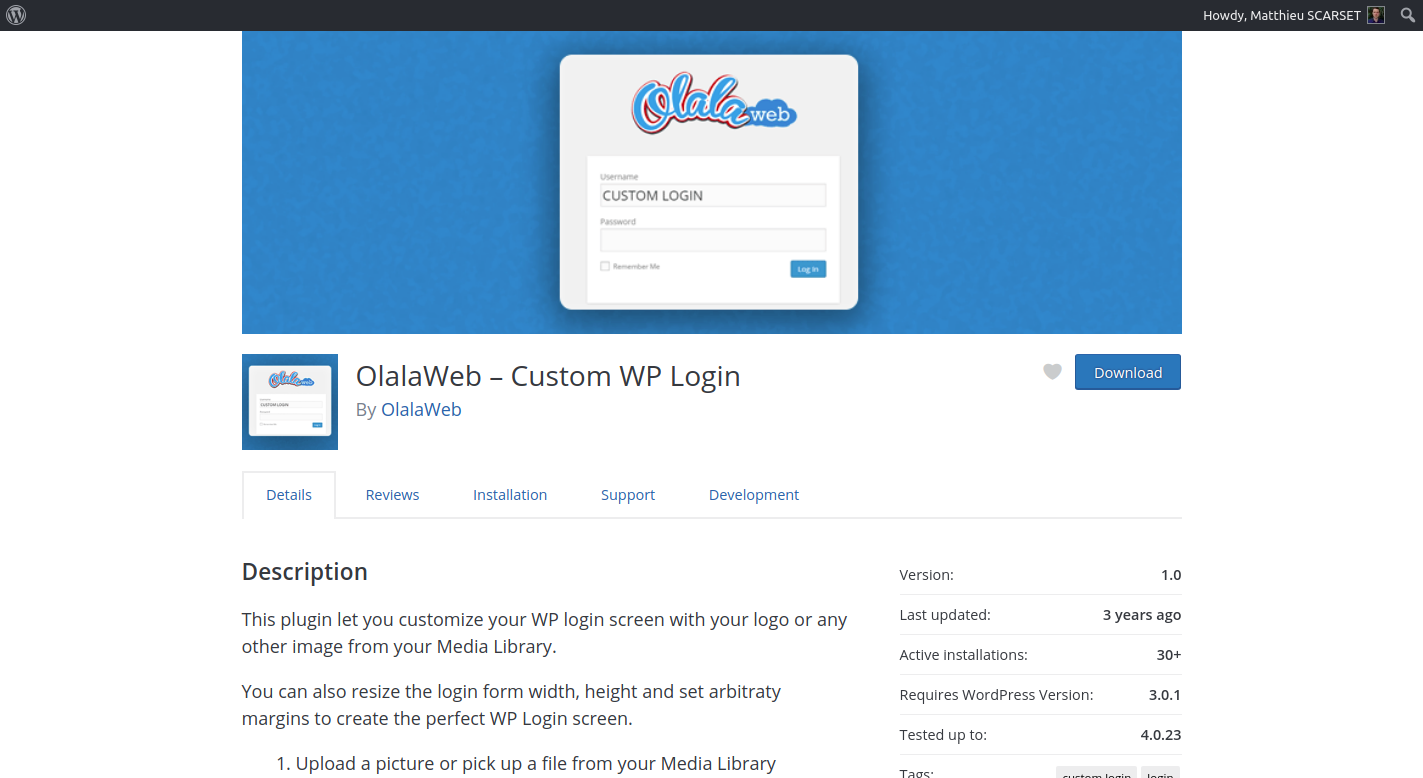 Howdy, Matthieu SCARSET
Olala web
Username
CUSTOM LOGIN
Password
Remember Me
Log In
OlalaWeb – Custom WP Login
Download
By OlalaWeb
Details
Reviews
Installation
Support
Development
Description
This plugin let you customize your WP login screen with your logo or any
other image from your Media Library.
You can also resize the login form width, height and set arbitraty
margins to create the perfect WP Login screen.
1. Upload a picture or pick up a file from your Media Library
Version: 1.0
Last updated: 3 years ago
Active installations: 30+
Requires WordPress Version: 3.0.1
Tested up to: 4.0.23
Tags: custom login login